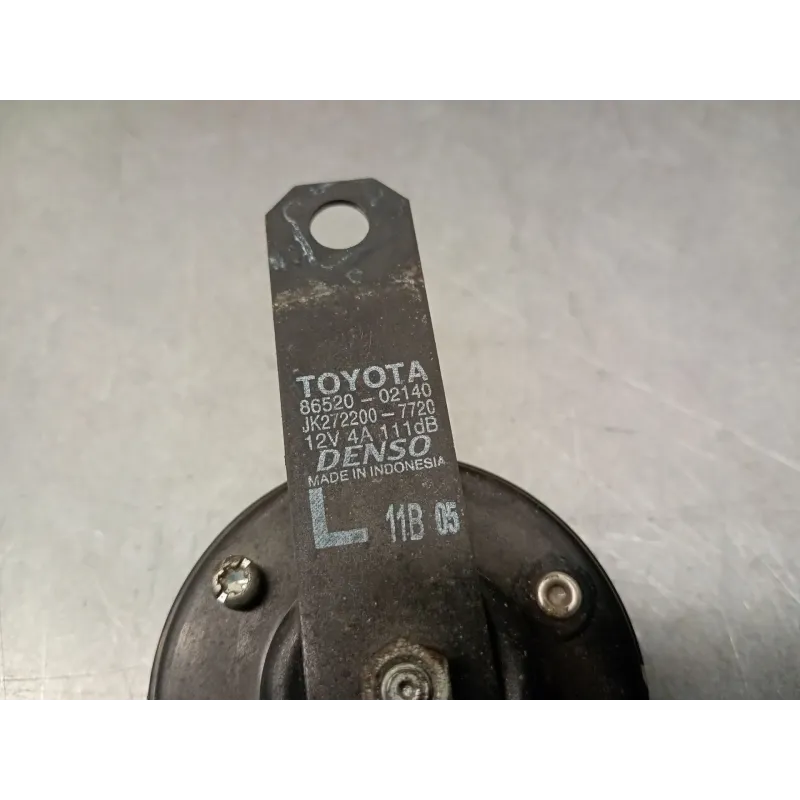 TOYOTA
86520-02140
JK272200-7720
12V 4A 111dB
DENSO
MADE IN INDONESIA
L 11B 05